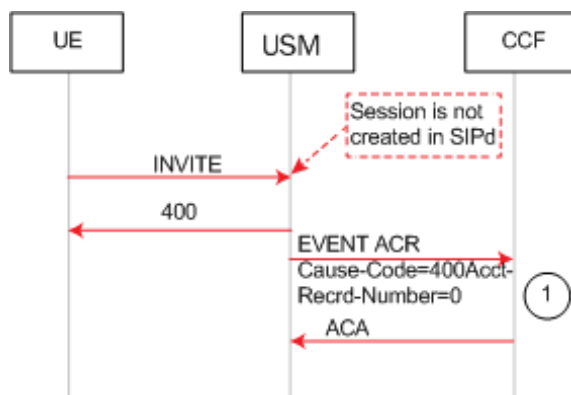 UE
USM
CCF
Session is not
created in SIPd
INVITE
400
EVENT ACR
Cause-Code=400Acct-
Recrd-Number=0
1
ACA